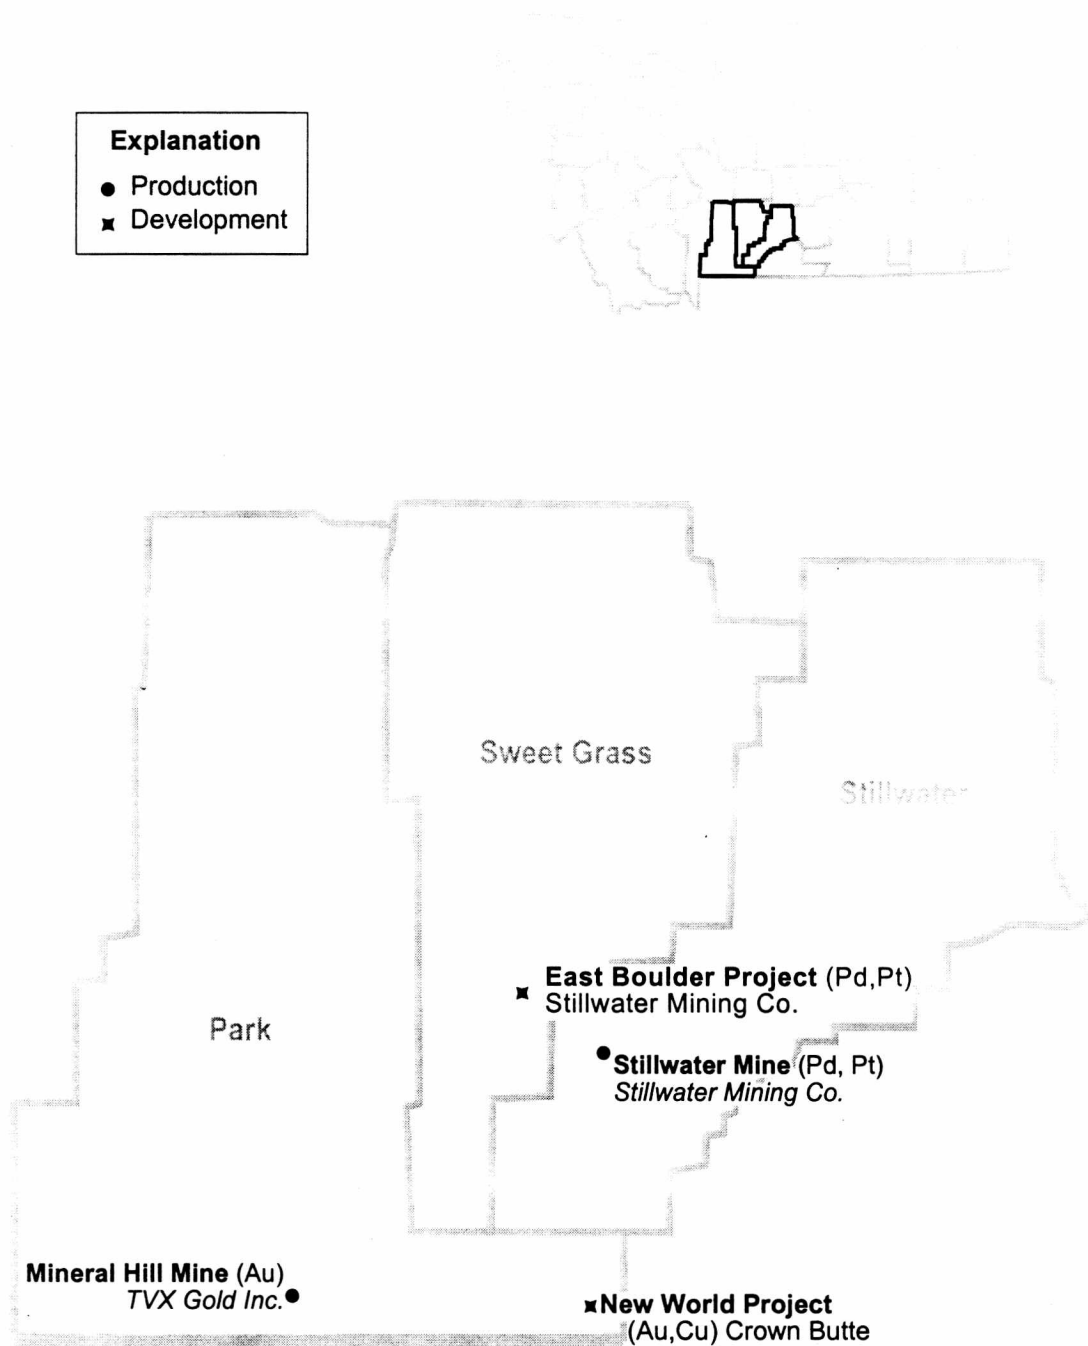 Explanation
Production
Development
Sweet Grass
Stillwater
East Boulder Project (Pd,Pt)
Stillwater Mining Co.
Park
Stillwater Mine (Pd, Pt)
Stillwater Mining Co.
Mineral Hill Mine (Au)
TVX Gold Inc.
New World Project
(Au,Cu) Crown Butte